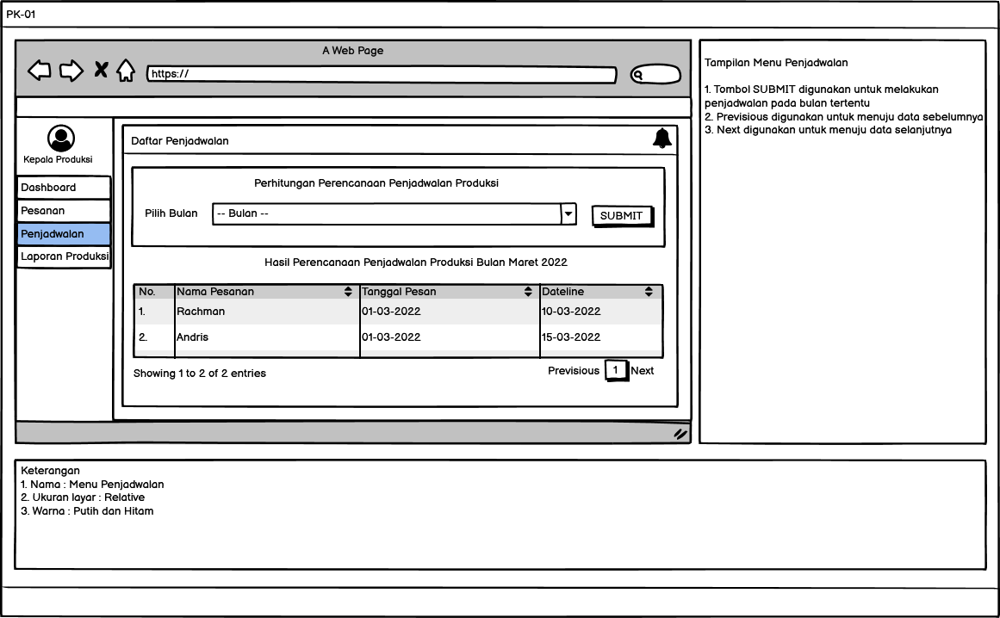 PK-01
A Web Page
https://
Kepala Produksi
Dashboard
Pesanan
Penjadwalan
Laporan Produksi
Daftar Penjadwalan
Perhitungan Perencanaan Penjadwalan Produksi
Pilih Bulan -- Bulan -- SUBMIT
Hasil Perencanaan Penjadwalan Produksi Bulan Maret 2022
No. Nama Pesanan Tanggal Pesan Dateline
1. Rachman 01-03-2022 10-03-2022
2. Andris 01-03-2022 15-03-2022
Showing 1 to 2 of 2 entries Previsious 1 Next
Tampilan Menu Penjadwalan
1. Tombol SUBMIT digunakan untuk melakukan
penjadwalan pada bulan tertentu
2. Previsious digunakan untuk menuju data sebelumnya
3. Next digunakan untuk menuju data selanjutnya
Keterangan
1. Nama : Menu Penjadwalan
2. Ukuran layar : Relative
3. Warna : Putih dan Hitam